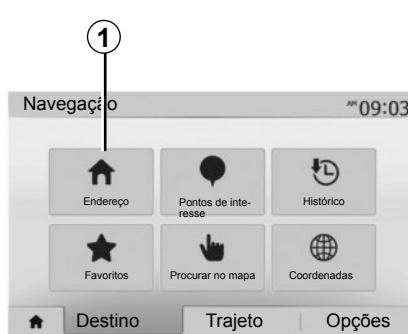 1
Navegação
AM 09:03
Endereço
Pontos de inte-
resse
Histórico
Favoritos
Procurar no mapa
Coordenadas
Destino
Trajeto
Opções